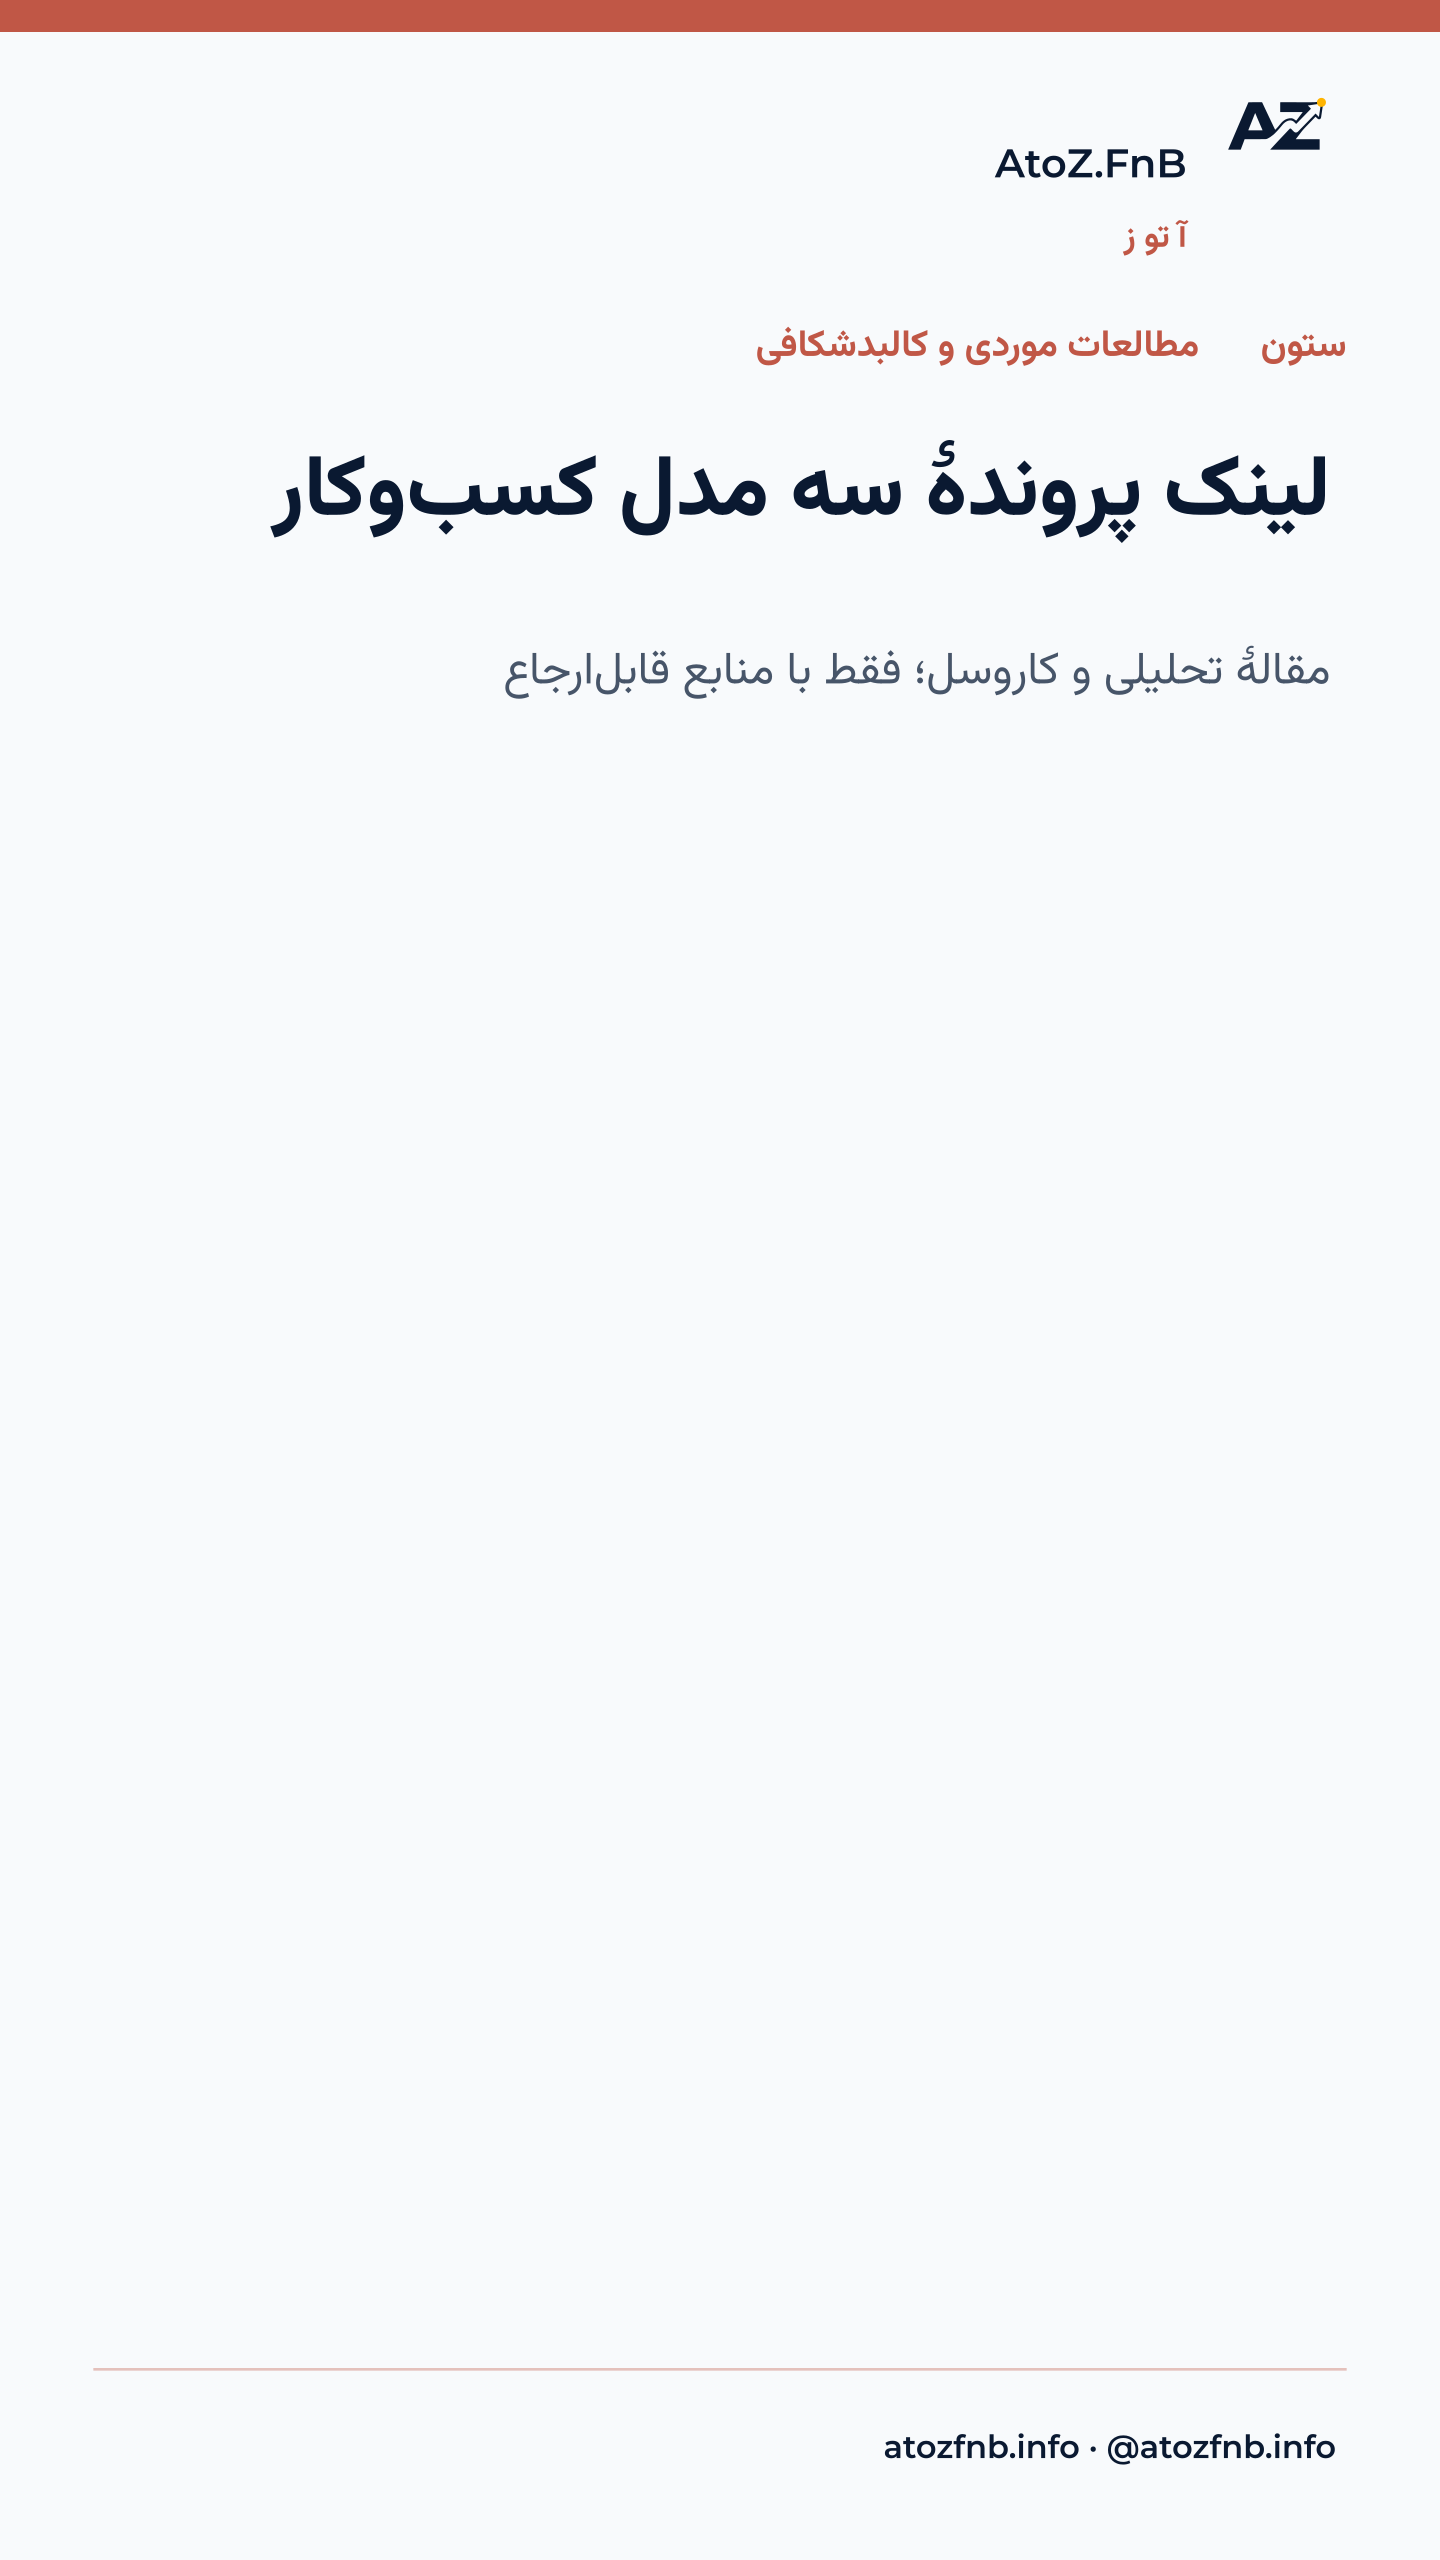 AZ
AtoZ.FnB
آ تو ز
ستون مطالعات موردی و کالبدشکافی
لینک پروندهٔ سه مدل کسب‌وکار
مقالهٔ تحلیلی و کاروسل؛ فقط با منابع قابل‌ارجاع
atozfnb.info · @atozfnb.info